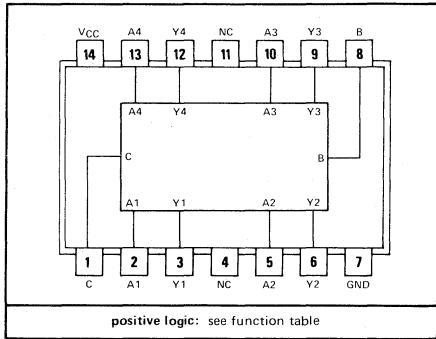 VCC A4 Y4 NC A3 Y3 B
14 13 12 11 10 9 8
A4 Y4 A3 Y3
C
B
A1 Y1 A2 Y2
1 2 3 4 5 6 7
C A1 Y1 NC A2 Y2 GND
positive logic: see function table